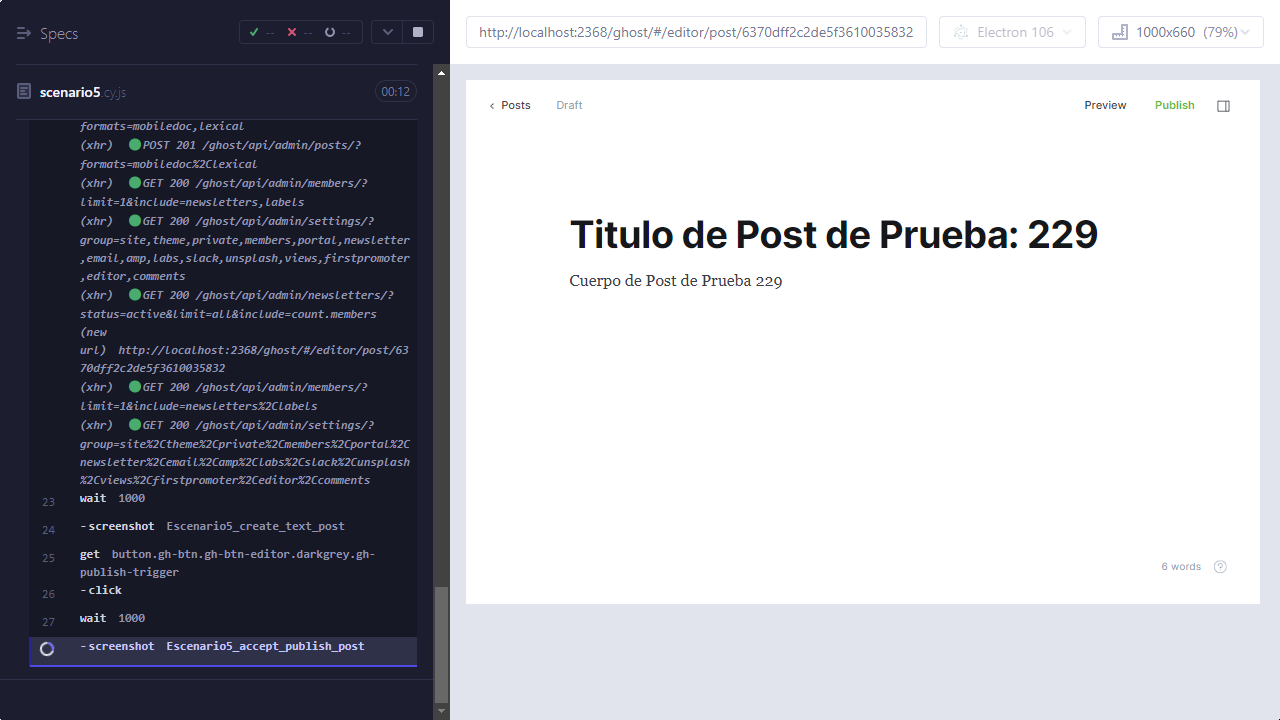 Specs
--
--
--
http://localhost:2368/ghost/#/editor/post/6370dff2c2de5f3610035832
Electron 106
1000x660 (79%)
scenario5.cy.js
00:12
formates=mobiledoc,lexical
(xhr) POST 201 /ghost/api/admin/posts/?
formats=mobiledoc%2Clexical
(xhr) GET 200 /ghost/api/admin/members/?
limit=1&include=newsletters,labels
(xhr) GET 200 /ghost/api/admin/settings/?
group=site,theme,private,members,portal,newsletter
,email,amp,labs,slack,unsplash,views,firstpromoter
,editor,comments
(xhr) GET 200 /ghost/api/admin/newsletters/?
status=active&limit=all&include=count.members
(new
url) http://localhost:2368/ghost/#/editor/post/63
70dff2c2de5f3610035832
(xhr) GET 200 /ghost/api/admin/members/?
limit=1&include=newsletters%2Clabels
(xhr) GET 200 /ghost/api/admin/settings/?
group=site%2Ctheme%2Cprivate%2Cmembers%2Cportal%2C
newsletter%2Cemail%2Camp%2Clabs%2Cslack%2Cunsplash
%2Cviews%2Cfirstpromoter%2Ceditor%2Ccomments
23 wait 1000
24 -screenshot Escenario5_create_text_post
25 get button.gh-btn.gh-btn-editor.darkgrey.gh-
publish-trigger
26 -click
27 wait 1000
-screenshot Escenario5_accept_publish_post
Posts
Draft
Preview
Publish
Titulo de Post de Prueba: 229
Cuerpo de Post de Prueba 229
6 words
?